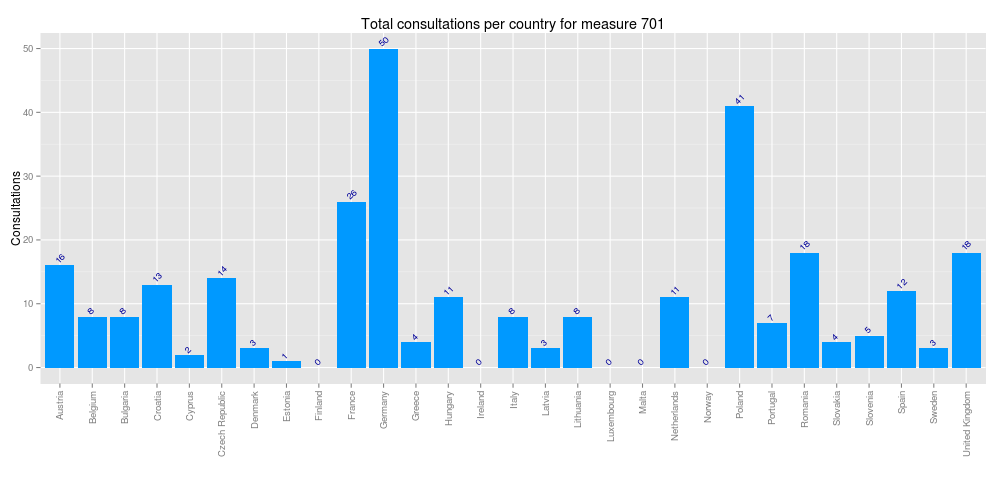 Total consultations per country for measure 701
Consultations
50
40
30
20
10
0
16
8
8
13
2
14
3
1
0
26
50
4
11
0
8
3
8
0
0
11
0
41
7
18
4
5
12
3
18
Austria
Belgium
Bulgaria
Croatia
Cyprus
Czech Republic
Denmark
Estonia
Finland
France
Germany
Greece
Hungary
Ireland
Italy
Latvia
Lithuania
Luxembourg
Malta
Netherlands
Norway
Poland
Portugal
Romania
Slovakia
Slovenia
Spain
Sweden
United Kingdom